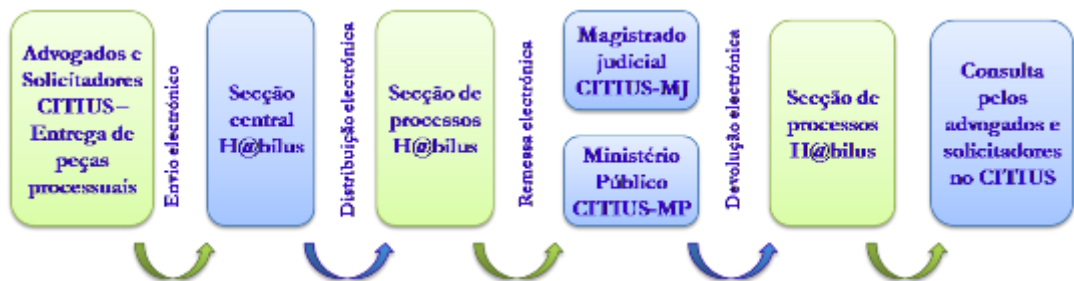 Advogados e
Solicitadores
CITIUS –
Entrega de
peças
processuais
Envio electrónico
Secção
central
H@bilus
Distribuição electrónica
Secção de
processos
H@bilus
Remessa electrónica
Magistrado
judicial
CITIUS-MJ
Ministério
Público
CITIUS-MP
Devolução electrónica
Secção de
processos
H@bilus
Consulta
pelos
advogados e
solicitadores
no CITIUS